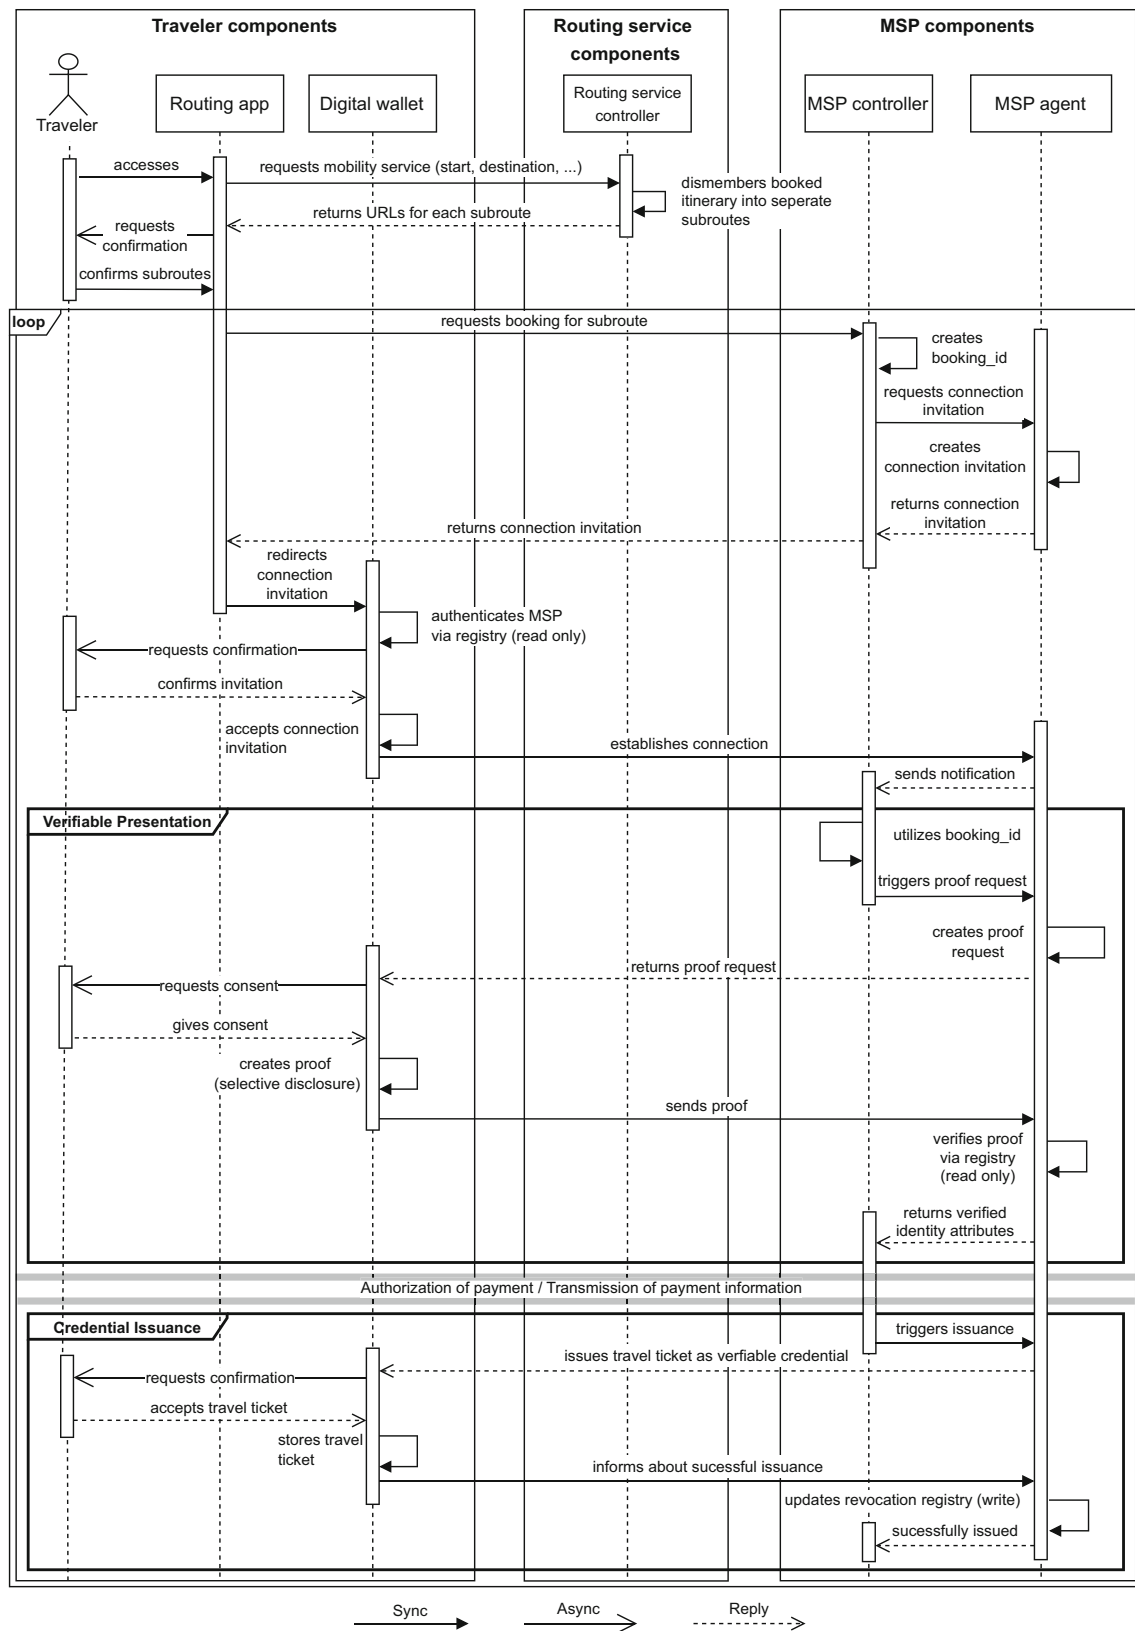 Traveler components
Routing service
components
MSP components
Traveler
Routing app
Digital wallet
Routing service
controller
MSP controller
MSP agent
accesses
requests mobility service (start, destination, ...)
dismembers booked
itinerary into seperate
subroutes
returns URLs for each subroute
requests
confirmation
confirms subroutes
loop
requests booking for subroute
creates
booking_id
requests connection
invitation
creates
connection invitation
returns connection
invitation
returns connection invitation
redirects
connection
invitation
authenticates MSP
via registry (read only)
requests confirmation
confirms invitation
accepts connection
invitation
establishes connection
sends notification
Verifiable Presentation
utilizes booking_id
triggers proof request
creates proof
request
returns proof request
requests consent
gives consent
creates proof
(selective disclosure)
sends proof
verifies proof
via registry
(read only)
returns verified
identity attributes
Authorization of payment / Transmission of payment information
Credential Issuance
triggers issuance
issues travel ticket as verfiable credential
requests confirmation
accepts travel ticket
stores travel
ticket
informs about sucessful issuance
updates revocation registry (write)
sucessfully issued
Sync
Async
Reply